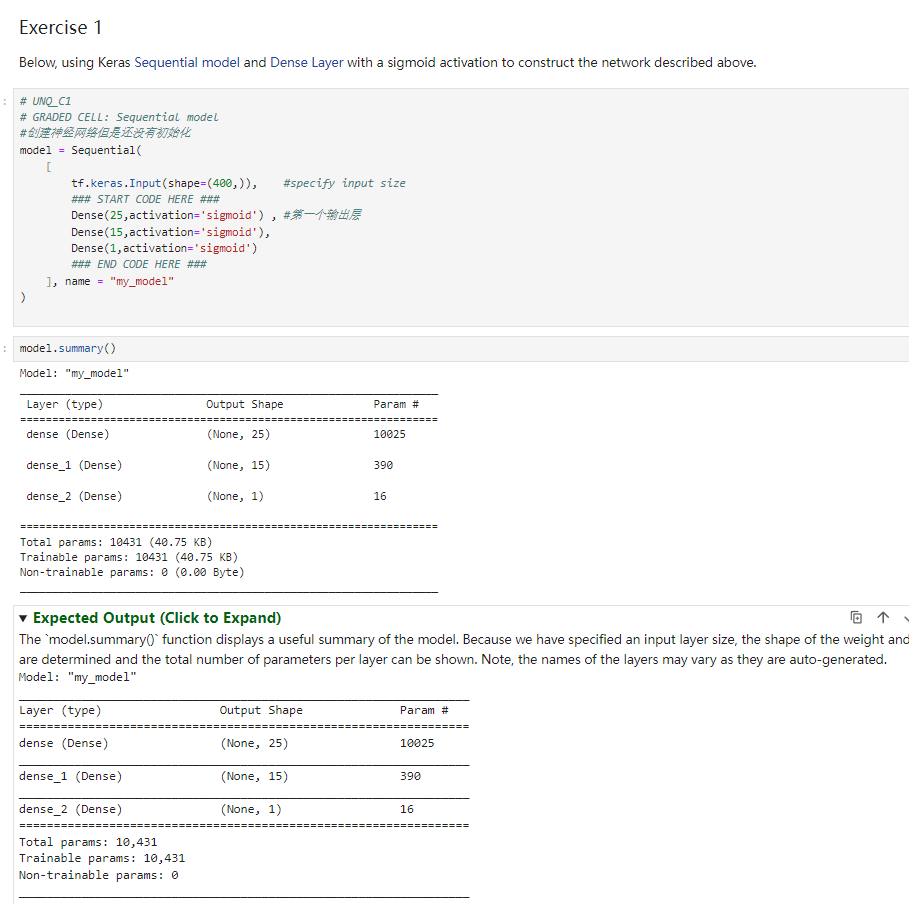 Exercise 1
Below, using Keras Sequential model and Dense Layer with a sigmoid activation to construct the network described above.
# UNQ_C1
# GRADED CELL: Sequential model
#创建神经网络但是还没有初始化
model = Sequential(
    [
        tf.keras.Input(shape=(400,)),    #specify input size
        ### START CODE HERE ###
        Dense(25,activation='sigmoid') , #第一个输出层
        Dense(15,activation='sigmoid'),
        Dense(1,activation='sigmoid')
        ### END CODE HERE ###
    ], name = "my_model"
)
model.summary()
Model: "my_model"
Layer (type) Output Shape Param #
dense (Dense) (None, 25) 10025
dense_1 (Dense) (None, 15) 390
dense_2 (Dense) (None, 1) 16
Total params: 10431 (40.75 KB)
Trainable params: 10431 (40.75 KB)
Non-trainable params: 0 (0.00 Byte)
Expected Output (Click to Expand)
The `model.summary()` function displays a useful summary of the model. Because we have specified an input layer size, the shape of the weight and
are determined and the total number of parameters per layer can be shown. Note, the names of the layers may vary as they are auto-generated.
Model: "my_model"
Layer (type) Output Shape Param #
dense (Dense) (None, 25) 10025
dense_1 (Dense) (None, 15) 390
dense_2 (Dense) (None, 1) 16
Total params: 10,431
Trainable params: 10,431
Non-trainable params: 0